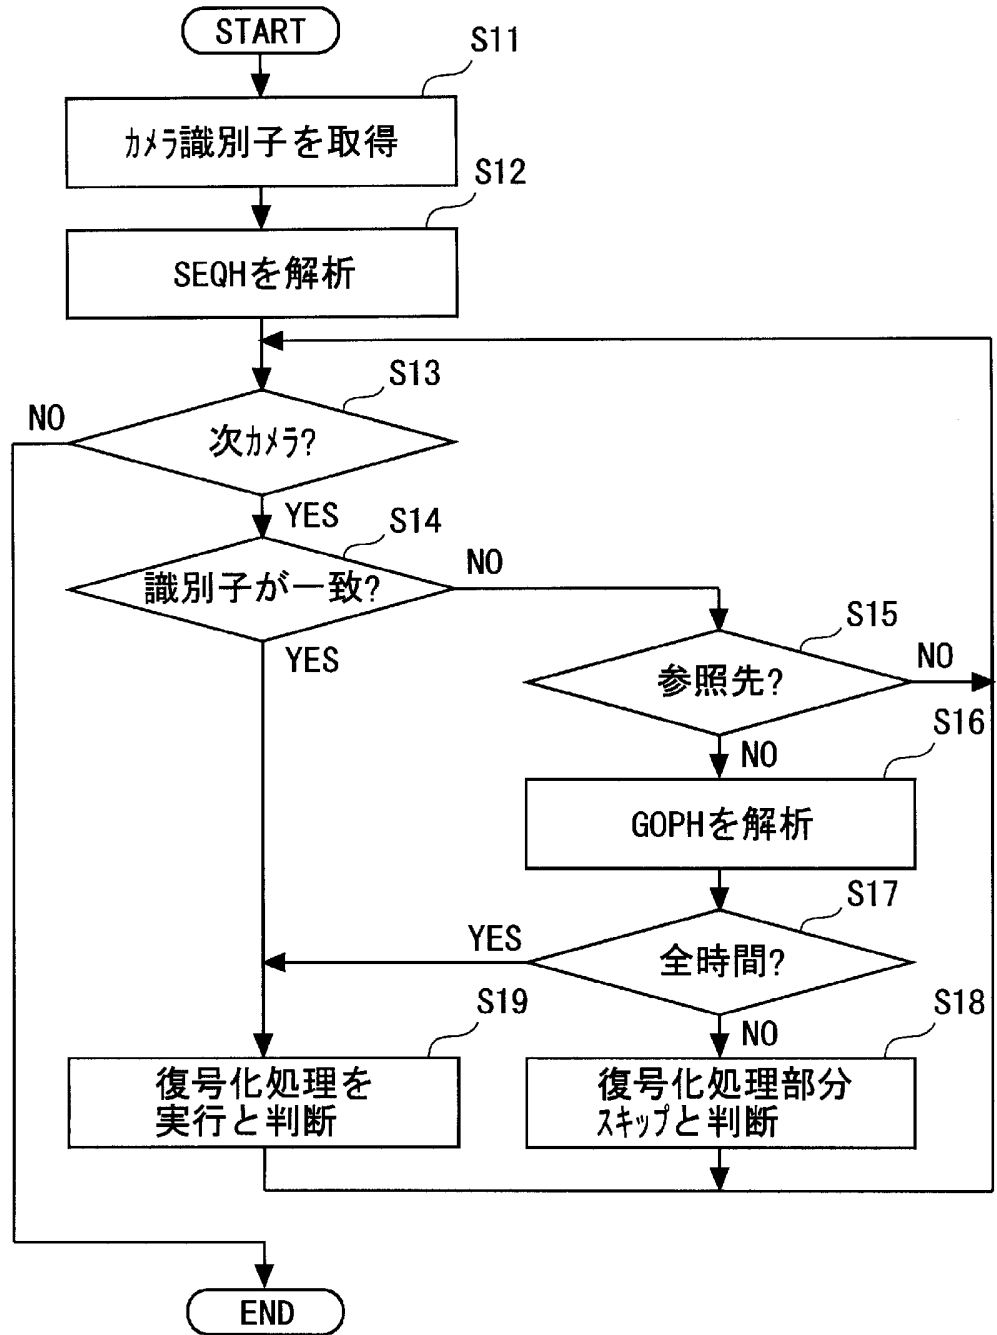 START
S11
カメラ識別子を取得
S12
SEQHを解析
S13
NO
次カメラ?
YES
S14
識別子が一致?
NO
YES
S15
参照先?
NO
NO
S16
GOPHを解析
S17
全時間?
YES
NO
S19
復号化処理を
実行と判断
S18
復号化処理部分
スキップと判断
END